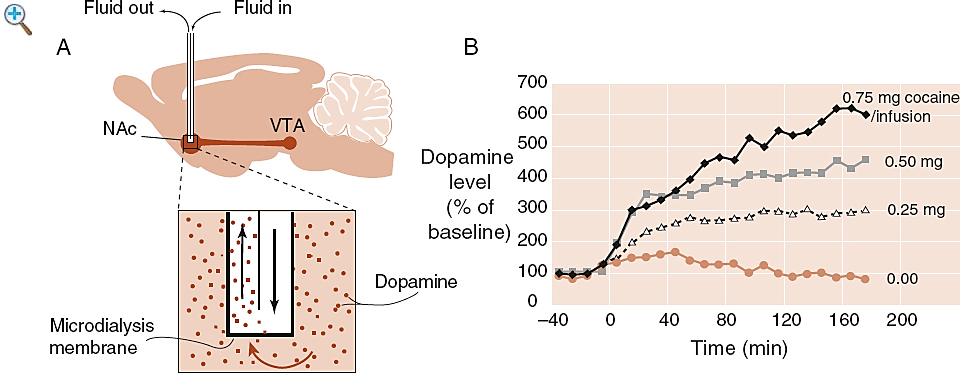 Fluid out
Fluid in
A
NAc
VTA
Dopamine
Microdialysis
membrane
B
Dopamine
level
(% of
baseline)
700
600
500
400
300
200
100
0
–40
0
40
80
120
160
200
Time (min)
0.75 mg cocaine
/infusion
0.50 mg
0.25 mg
0.00